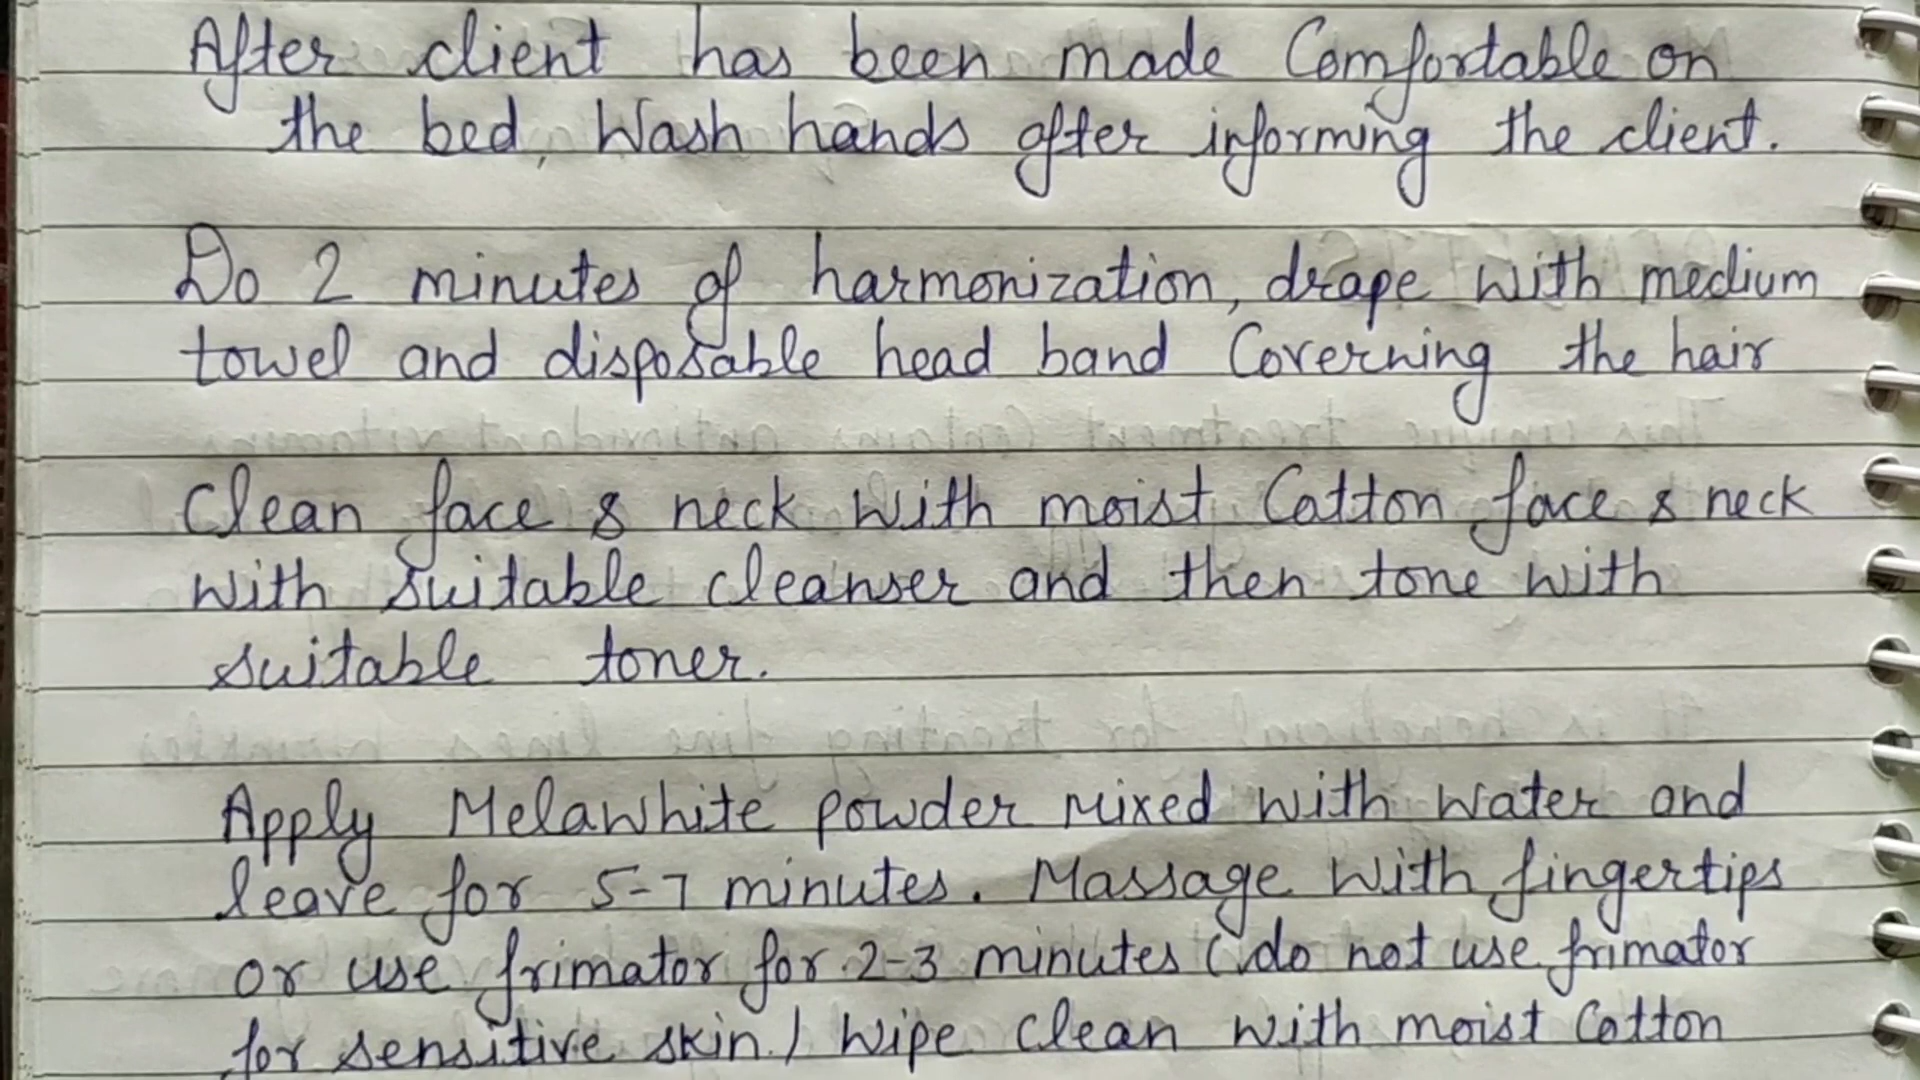 After client has been made Comfortable on
the bed, Wash hands after informing the client.
Do 2 minutes of harmonization, drape with medium
towel and disposable head band Coverning the hair
Clean face & neck with moist Cotton face & neck
with suitable cleanser and then tone with
suitable toner.
Apply Melawhite powder mixed with water and
leave for 5-7 minutes. Massage with fingertips
or use frimator for 2-3 minutes (do not use frimator
for sensitive skin.) Wipe clean with moist Cotton